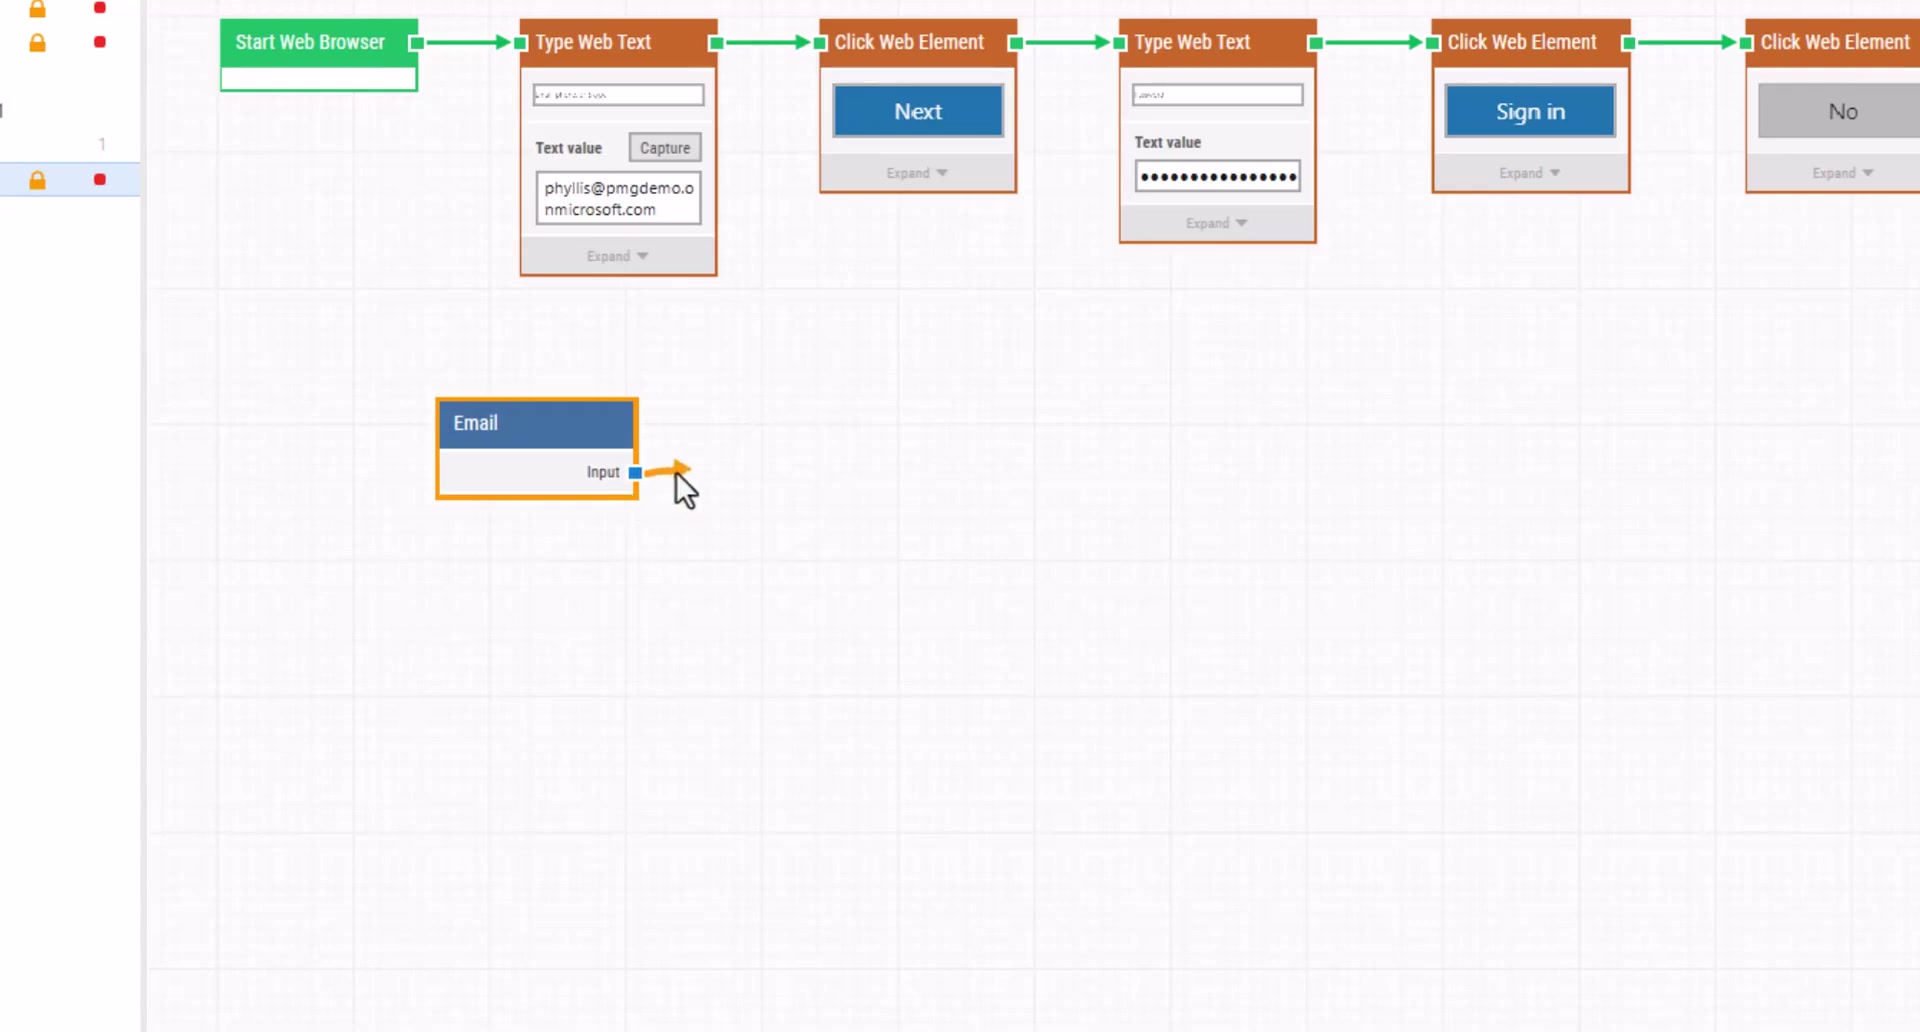 Start Web Browser
Type Web Text
Click Web Element
Type Web Text
Click Web Element
Click Web Element
Next
Sign in
No
Text value
Capture
Text value
phyllis@pmgdemo.o
nmicrosoft.com
••••••••••••••••
Expand
Expand
Expand
Expand
Expand
1
Email
Input